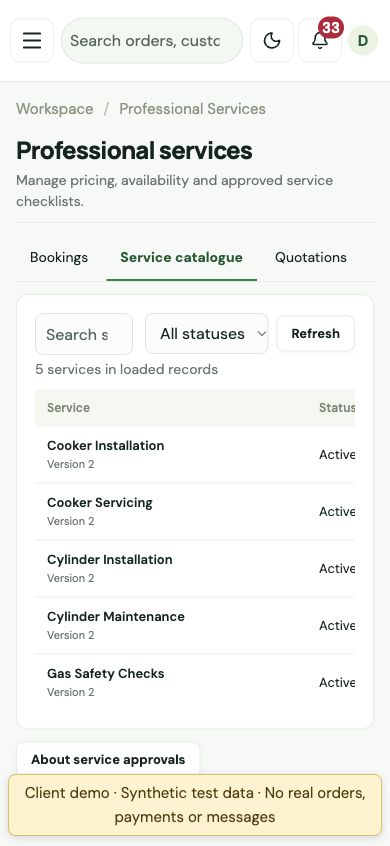 Search orders, custo
33
D
Workspace / Professional Services
Professional services
Manage pricing, availability and approved service
checklists.
Bookings Service catalogue Quotations
Search s All statuses Refresh
5 services in loaded records
Service Status
Cooker Installation
Version 2
Active
Cooker Servicing
Version 2
Active
Cylinder Installation
Version 2
Active
Cylinder Maintenance
Version 2
Active
Gas Safety Checks
Version 2
Active
About service approvals
Client demo · Synthetic test data · No real orders,
payments or messages